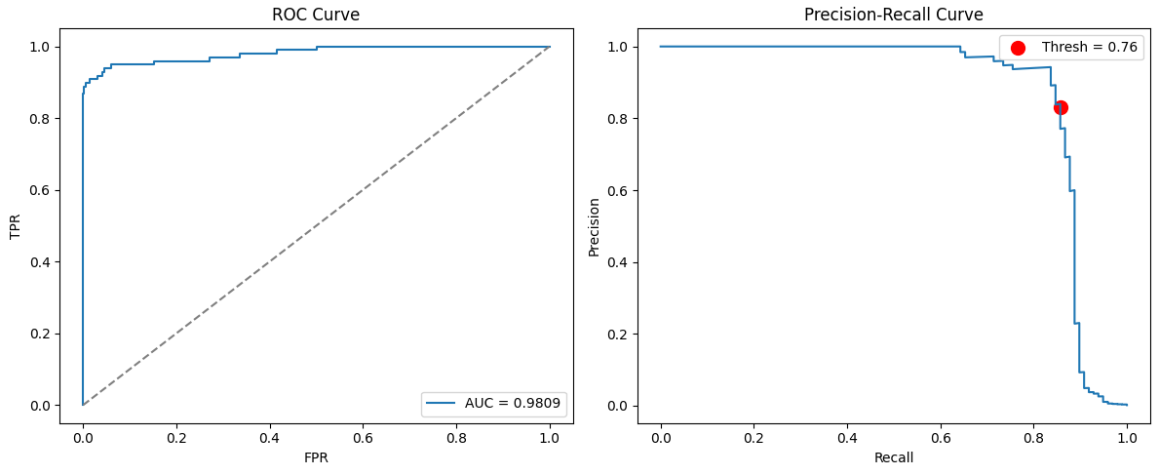 ROC Curve
1.0
0.8
0.6
0.4
0.2
0.0
TPR
0.0 0.2 0.4 0.6 0.8 1.0
FPR
AUC = 0.9809
Precision-Recall Curve
1.0
0.8
0.6
0.4
0.2
0.0
Precision
0.0 0.2 0.4 0.6 0.8 1.0
Recall
Thresh = 0.76